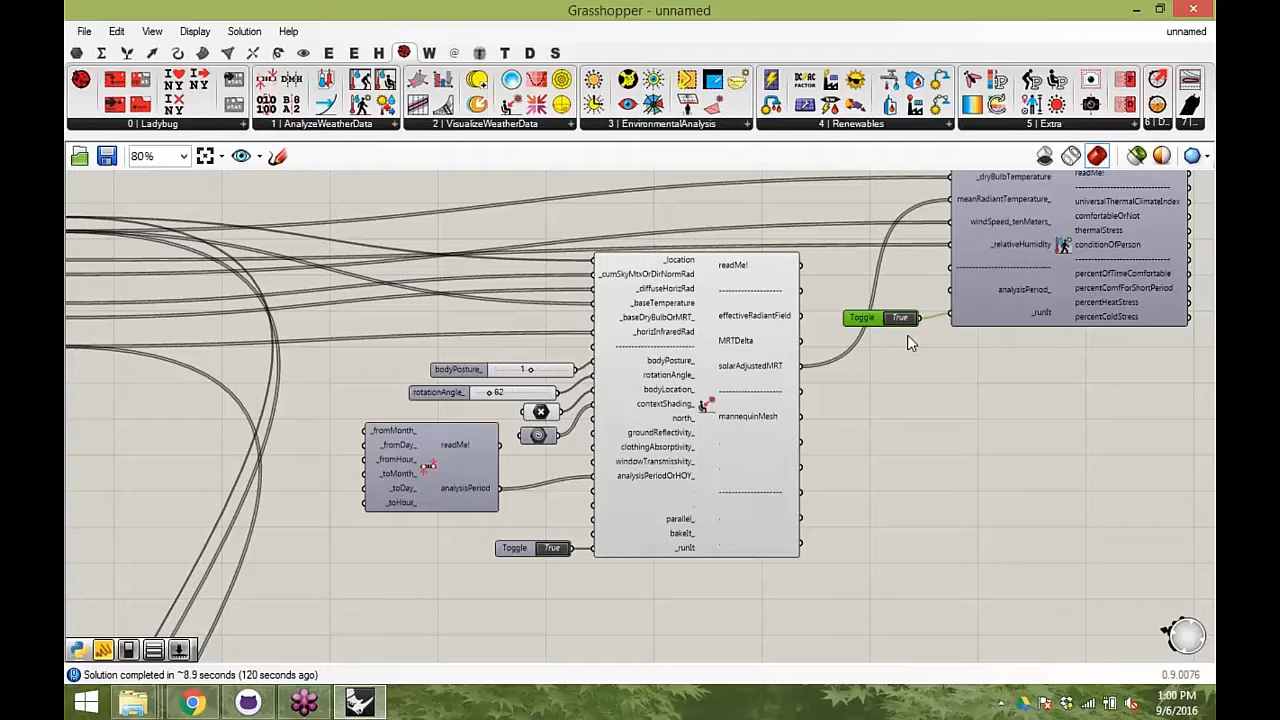 Grasshopper - unnamed
File Edit View Display Solution Help unnamed
E E H W @ T T D S
0 | Ladybug 1 | AnalyzeWeatherData 2 | VisualizeWeatherData 3 | EnvironmentalAnalysis 4 | Renewables 5 | Extra 6 | D... 7 |...
80%
_dryBulbTemperature
meanRadiantTemperature_
windSpeed_tenMeters_
_relativeHumidity
analysisPeriod_
_runIt
readMe!
universalThermalClimateIndex
comfortableOrNot
thermalStress
conditionOfPerson
percentOfTimeComfortable
percentComfForShortPeriod
percentHeatStress
percentColdStress
_location
_cumSkyMtxOrDirNormRad
_diffuseHorizRad
_baseTemperature
_baseDryBulbOrMRT_
_horizInfraredRad
bodyPosture_
rotationAngle_
bodyLocation_
contextShading_
north_
groundReflectivity_
clothingAbsorptivity_
windowTransmissivity_
analysisPeriodOrHOY_
parallel_
bakeIt_
_runIt
readMe!
effectiveRadiantField
MRTDelta
solarAdjustedMRT
mannequinMesh
Toggle True
bodyPosture_ 1
rotationAngle_ 62
_fromMonth_
_fromDay_
_fromHour_
_toMonth_
_toDay_
_toHour_
readMe!
analysisPeriod
Toggle True
Solution completed in ~8.9 seconds (120 seconds ago) 0.9.0076
1:00 PM
9/6/2016